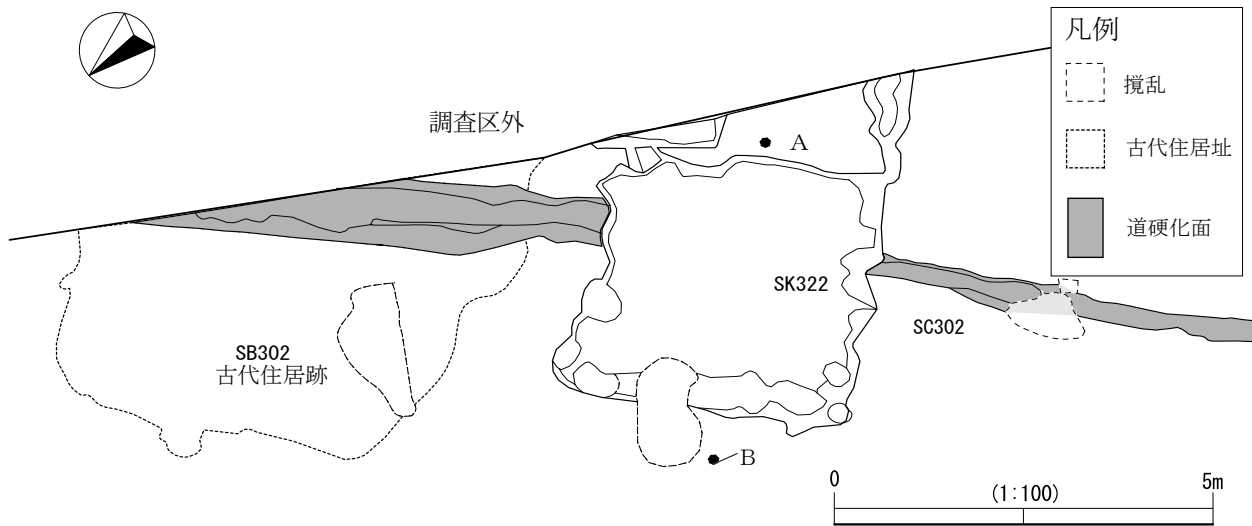 凡例
撹乱
古代住居址
道硬化面
調査区外
A
SK322
SC302
SB302
古代住居跡
B
0
(1:100)
5m